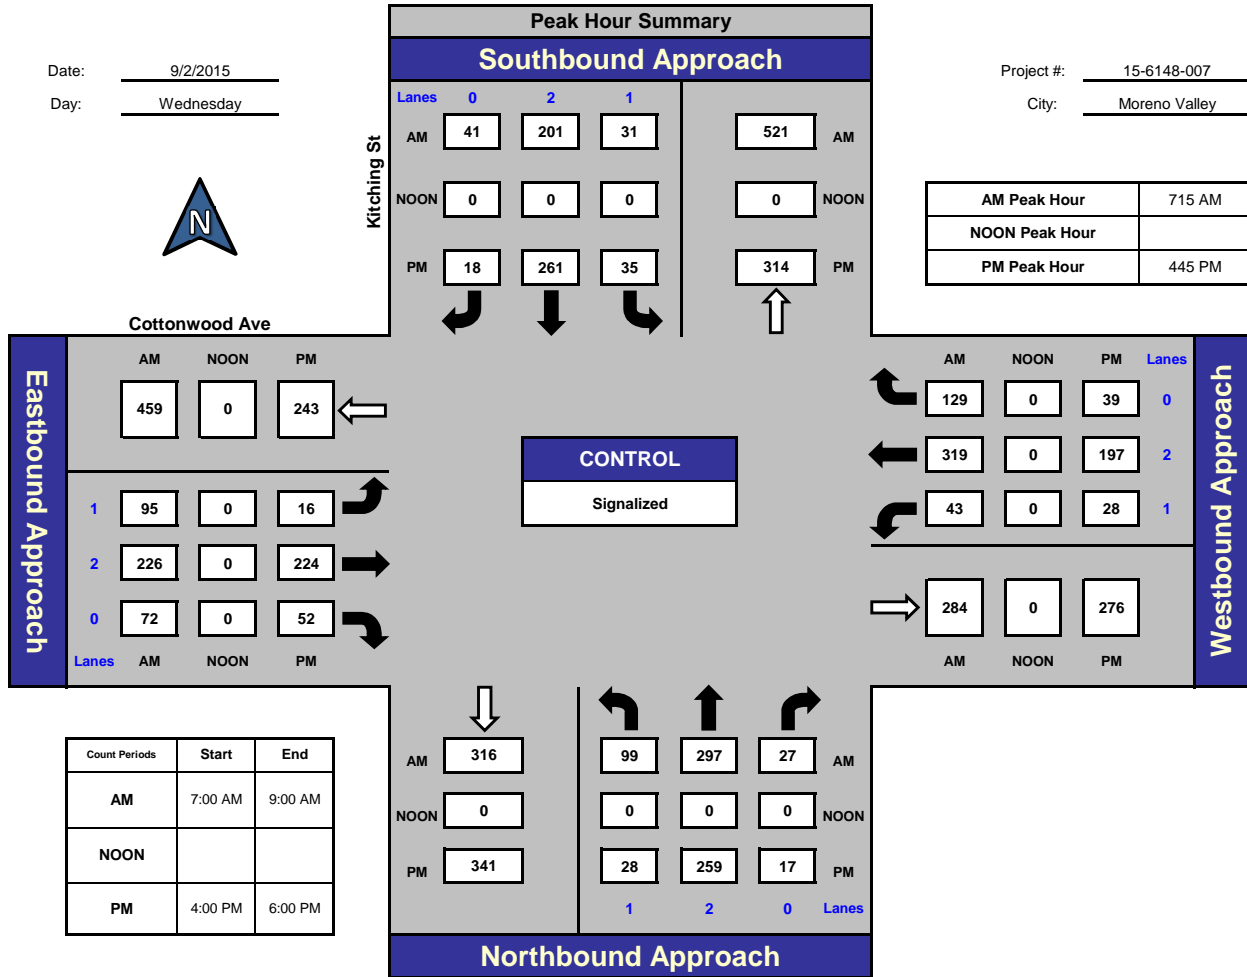 Peak Hour Summary
Southbound Approach
Date: 9/2/2015
Day: Wednesday
Project #: 15-6148-007
City: Moreno Valley
N
Kitching St
Lanes 0 2 1
AM 41 201 31 521 AM
NOON 0 0 0 0 NOON
PM 18 261 35 314 PM
AM Peak Hour 715 AM
NOON Peak Hour
PM Peak Hour 445 PM
Cottonwood Ave
Eastbound Approach
AM NOON PM
459 0 243
1 95 0 16
2 226 0 224
0 72 52 0
Lanes AM NOON PM
CONTROL
Signalized
Westbound Approach
AM NOON PM Lanes
129 0 39 0
319 0 197 2
43 0 28 1
284 0 276
AM NOON PM
Count Periods Start End
AM 7:00 AM 9:00 AM
NOON
PM 4:00 PM 6:00 PM
AM 316 99 297 27 AM
NOON 0 0 0 0 NOON
PM 341 28 259 17 PM
1 2 0 Lanes
Northbound Approach